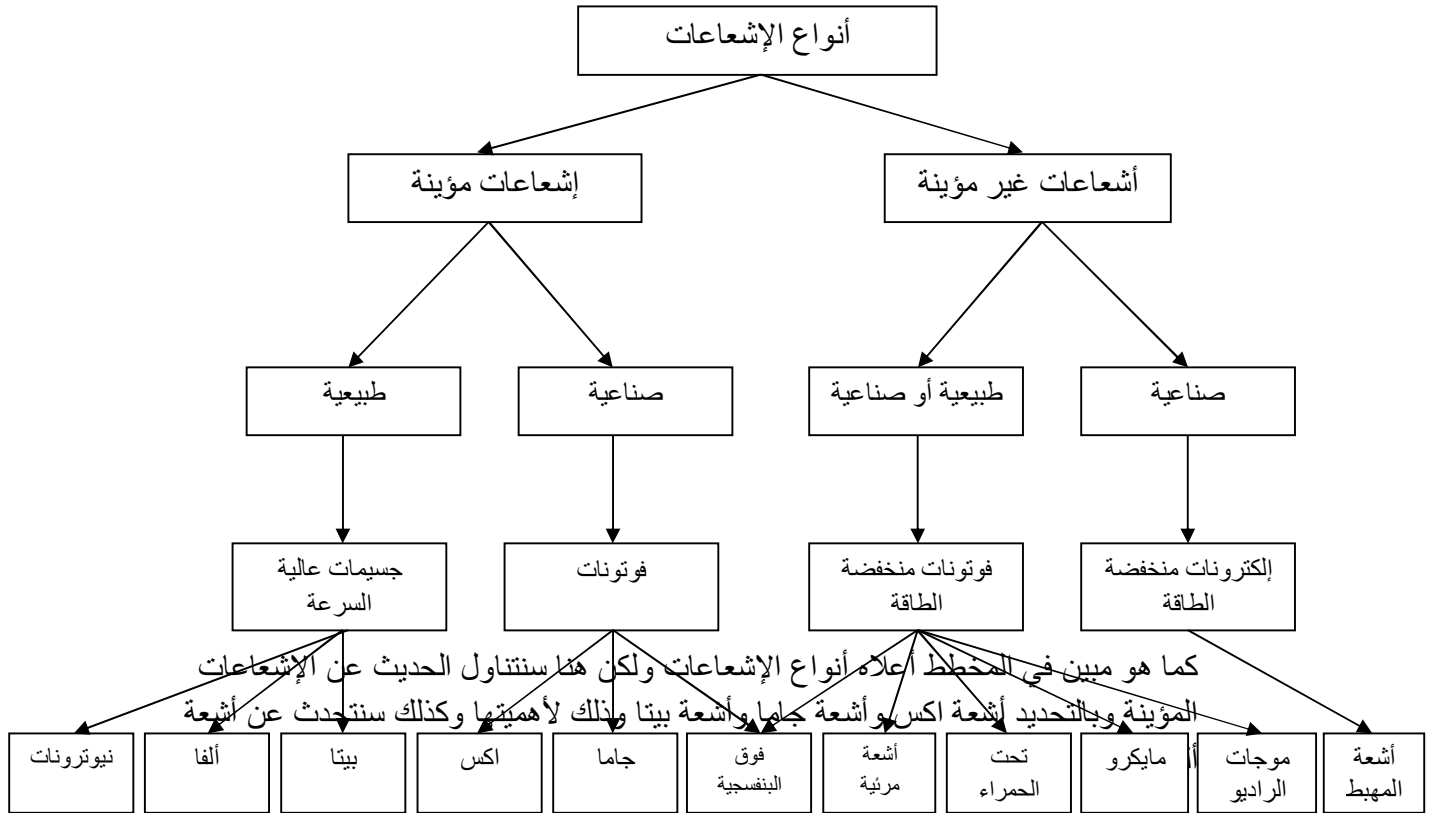 أنواع الإشعاعات
أشعاعات غير مؤينة
إشعاعات مؤينة
صناعية
طبيعية أو صناعية
صناعية
طبيعية
إلكترونات منخفضة
الطاقة
فوتونات منخفضة
الطاقة
فوتونات
جسيمات عالية
السرعة
كما هو مبين في المخطط أعلاه أنواع الإشعاعات ولكن هنا سنتناول الحديث عن الإشعاعات
المؤينة وبالتحديد أشعة اكس وأشعة جاما وأشعة بيتا وذلك لأهميتها وكذلك سنتحدث عن أشعة
أشعة
المهبط
موجات
الراديو
مايكرو
تحت
الحمراء
أشعة
مرئية
فوق
البنفسجية
جاما
اكس
بيتا
ألفا
نيوترونات